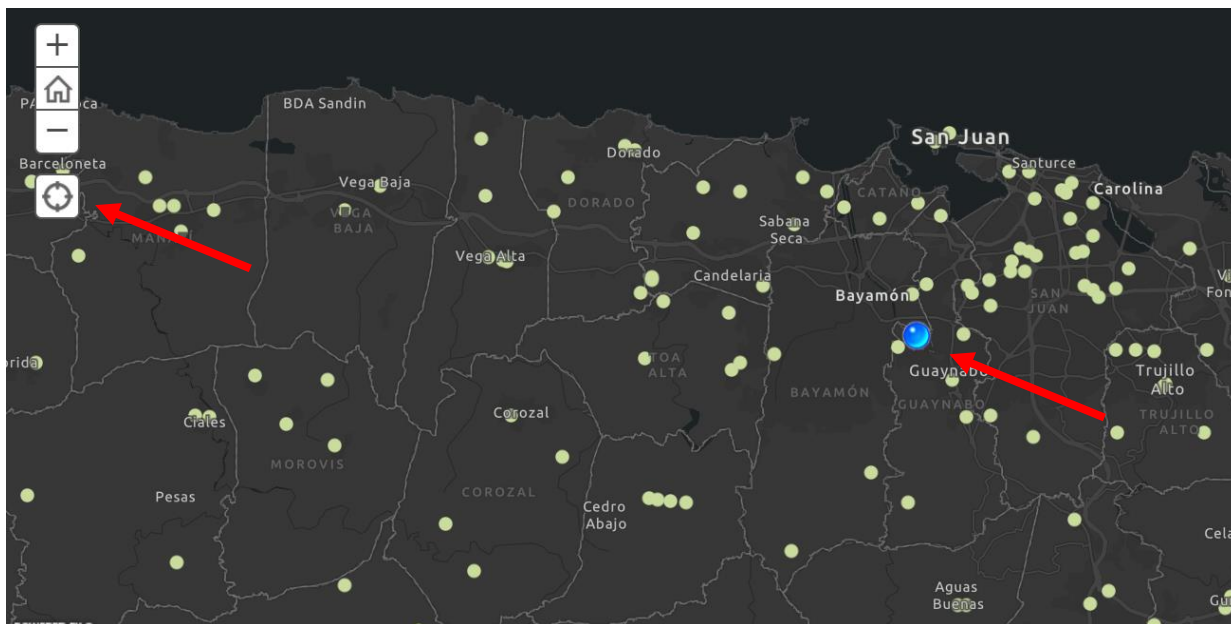 San Juan
BDA Sandin
Barceloneta
Dorado
Santurce
Vega Baja
Carolina
CATAÑO
DORADO
VEGA
BAJA
Sabana
Seca
Vega Alta
Candelaria
Bayamón
SAN
JUAN
TOA
ALTA
Guaynabo
Trujillo
Alto
BAYAMÓN
GUAYNABO
TRUJILLO
ALTO
Corozal
Ciales
MOROVIS
COROZAL
Pesas
Cedro
Abajo
Aguas
Buenas